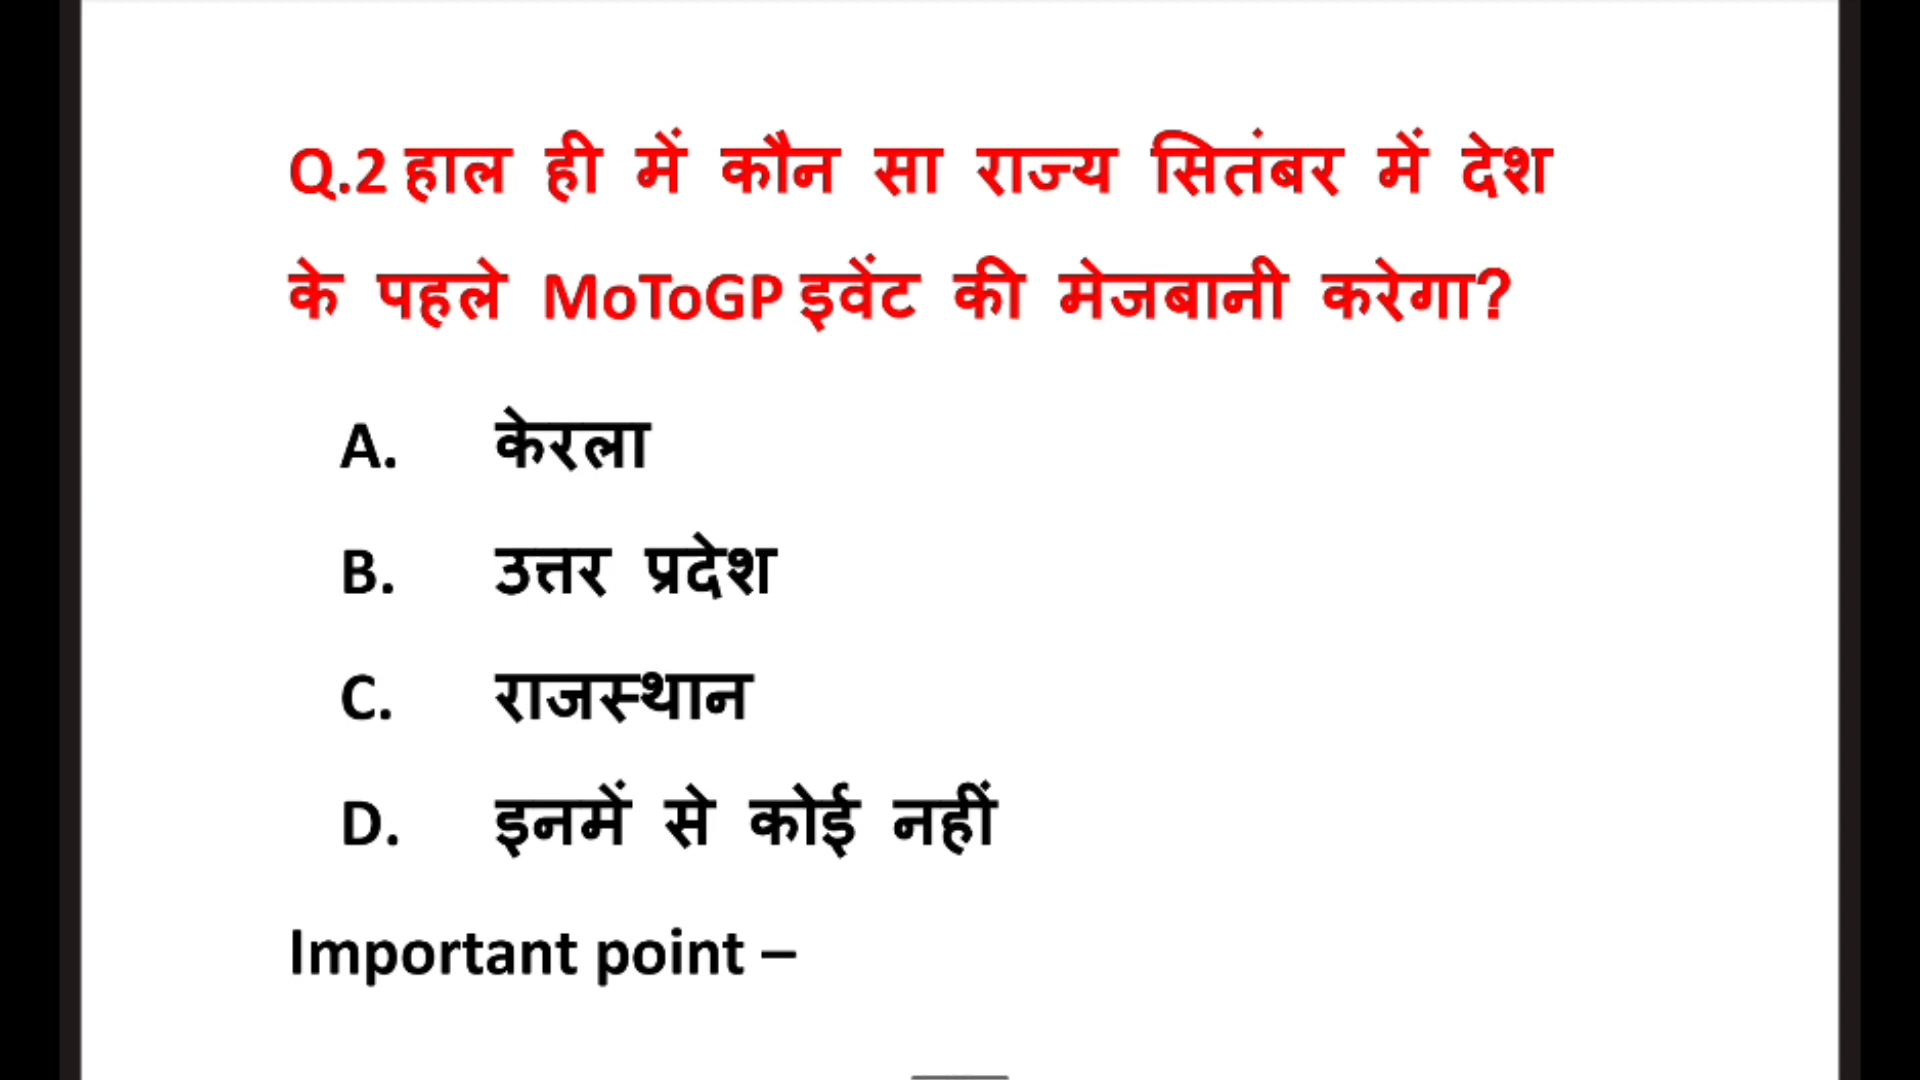 Q.2 हाल ही में कौन सा राज्य सितंबर में देश
के पहले MoToGP इवेंट की मेजबानी करेगा?
A. केरला
B. उत्तर प्रदेश
C. राजस्थान
D. इनमें से कोई नहीं
Important point –